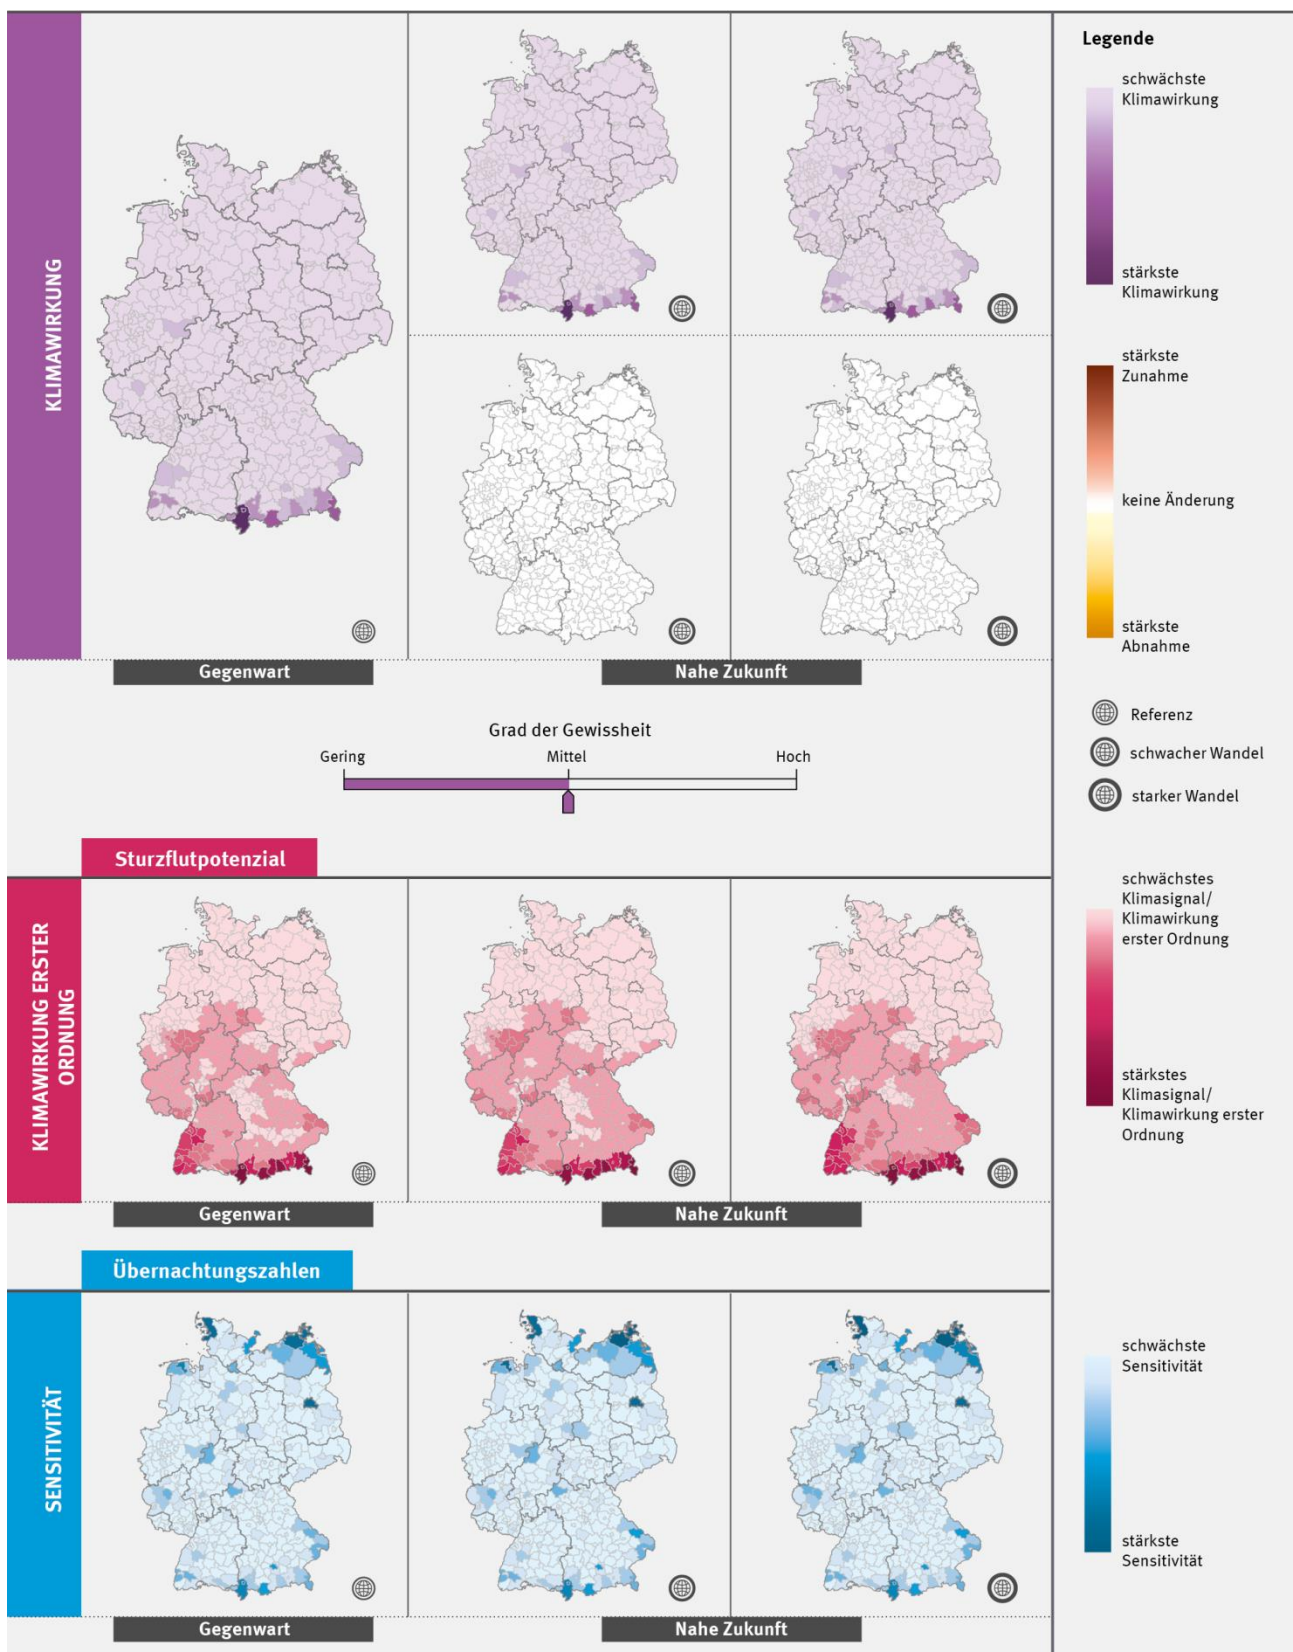 KLIMAWIRKUNG
Gegenwart
Nahe Zukunft
Grad der Gewissheit
Gering
Mittel
Hoch
Sturzflutpotenzial
KLIMAWIRKUNG ERSTER
ORDNUNG
Gegenwart
Nahe Zukunft
Übernachtungszahlen
SENSITIVITÄT
Gegenwart
Nahe Zukunft
Legende
schwächste
Klimawirkung
stärkste
Klimawirkung
stärkste
Zunahme
keine Änderung
stärkste
Abnahme
Referenz
schwacher Wandel
starker Wandel
schwächstes
Klimasignal/
Klimawirkung
erster Ordnung
stärkstes
Klimasignal/
Klimawirkung erster
Ordnung
schwächste
Sensitivität
stärkste
Sensitivität